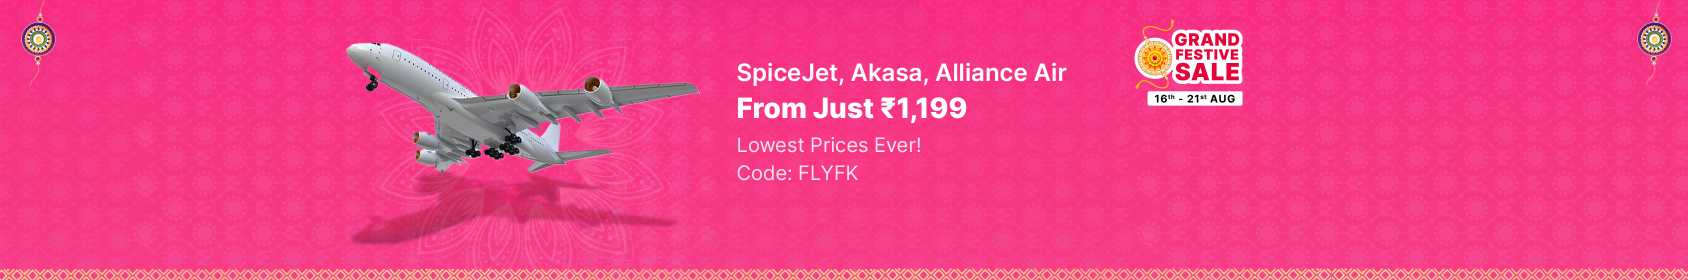 SpiceJet, Akasa, Alliance Air
From Just ₹1,199
Lowest Prices Ever!
Code: FLYFK
GRAND
FESTIVE
SALE
16th - 21st AUG